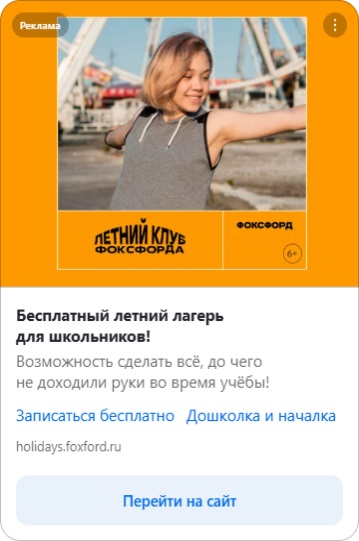 Реклама
ЛЕТНИЙ КЛУБ
ФОКСФОРДА
ФОКСФОРД
6+
Бесплатный летний лагерь
для школьников!
Возможность сделать всё, до чего
не доходили руки во время учёбы!
Записаться бесплатно Дошколка и началка
holidays.foxford.ru
Перейти на сайт